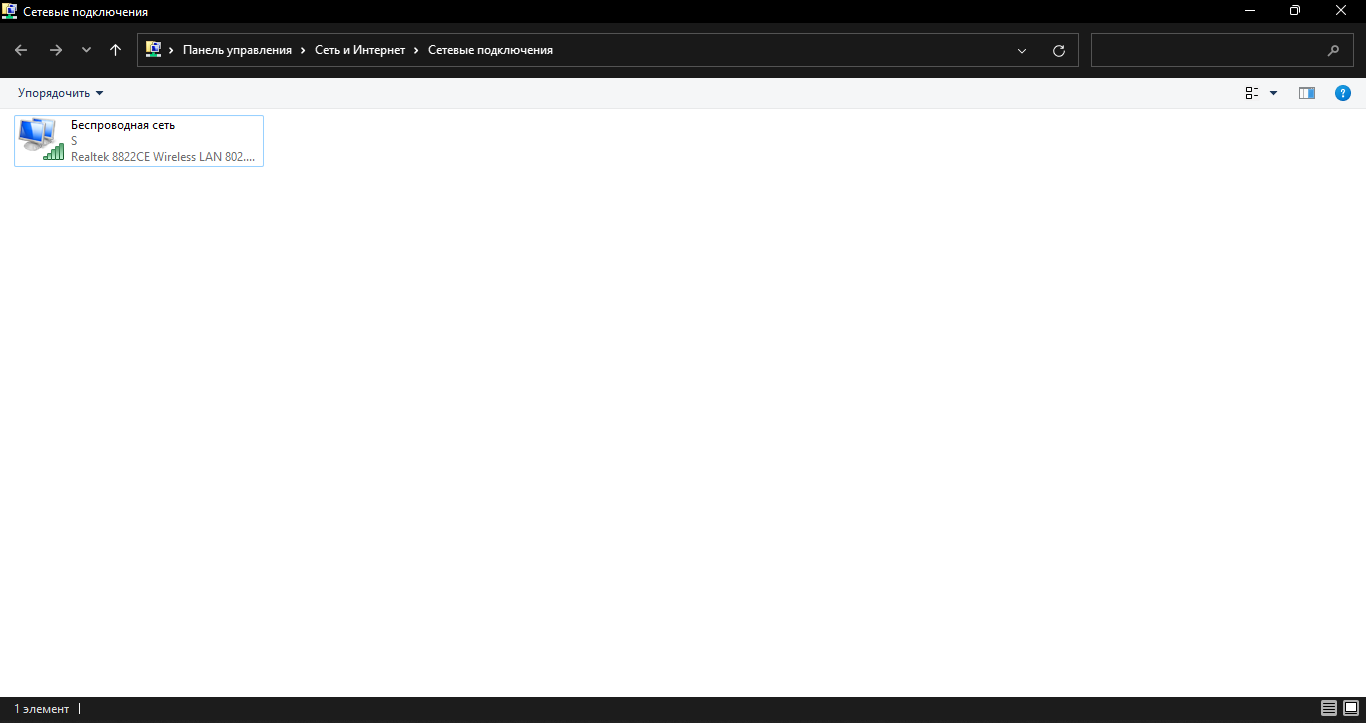 Сетевые подключения
Панель управления > Сеть и Интернет > Сетевые подключения
Упорядочить
Беспроводная сеть
S
Realtek 8822CE Wireless LAN 802....
1 элемент